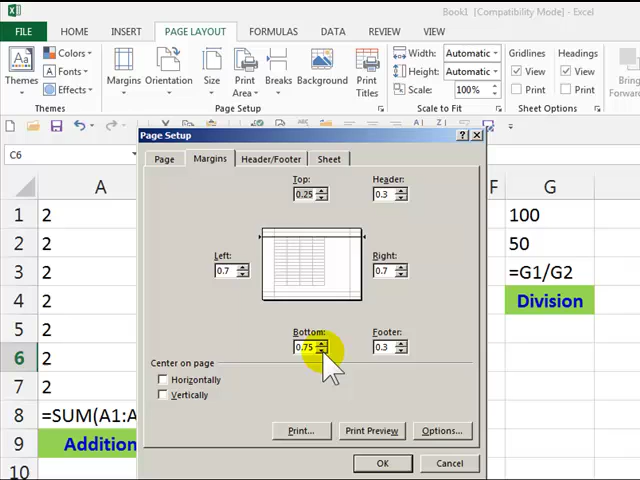 Book1 [Compatibility Mode] - Excel
FILE HOME INSERT PAGE LAYOUT FORMULAS DATA REVIEW VIEW
Themes
Colors
Fonts
Effects
Themes
Margins
Orientation
Size
Print Area
Breaks
Background
Print Titles
Page Setup
Width: Automatic
Height: Automatic
Scale: 100%
Scale to Fit
Gridlines
View
Print
Headings
View
Print
Sheet Options
Bring
Forward
C6
Page Setup
Page Margins Header/Footer Sheet
Top: Header:
0.25 0.3
Left: Right:
0.7 0.7
Bottom: Footer:
0.75 0.3
Center on page
Horizontally
Vertically
Print... Print Preview Options...
OK Cancel
A F G
1 2 100
2 2 50
3 2 =G1/G2
4 2 Division
5 2
6 2
7 2
8 =SUM(A1:A
9 Addition
10